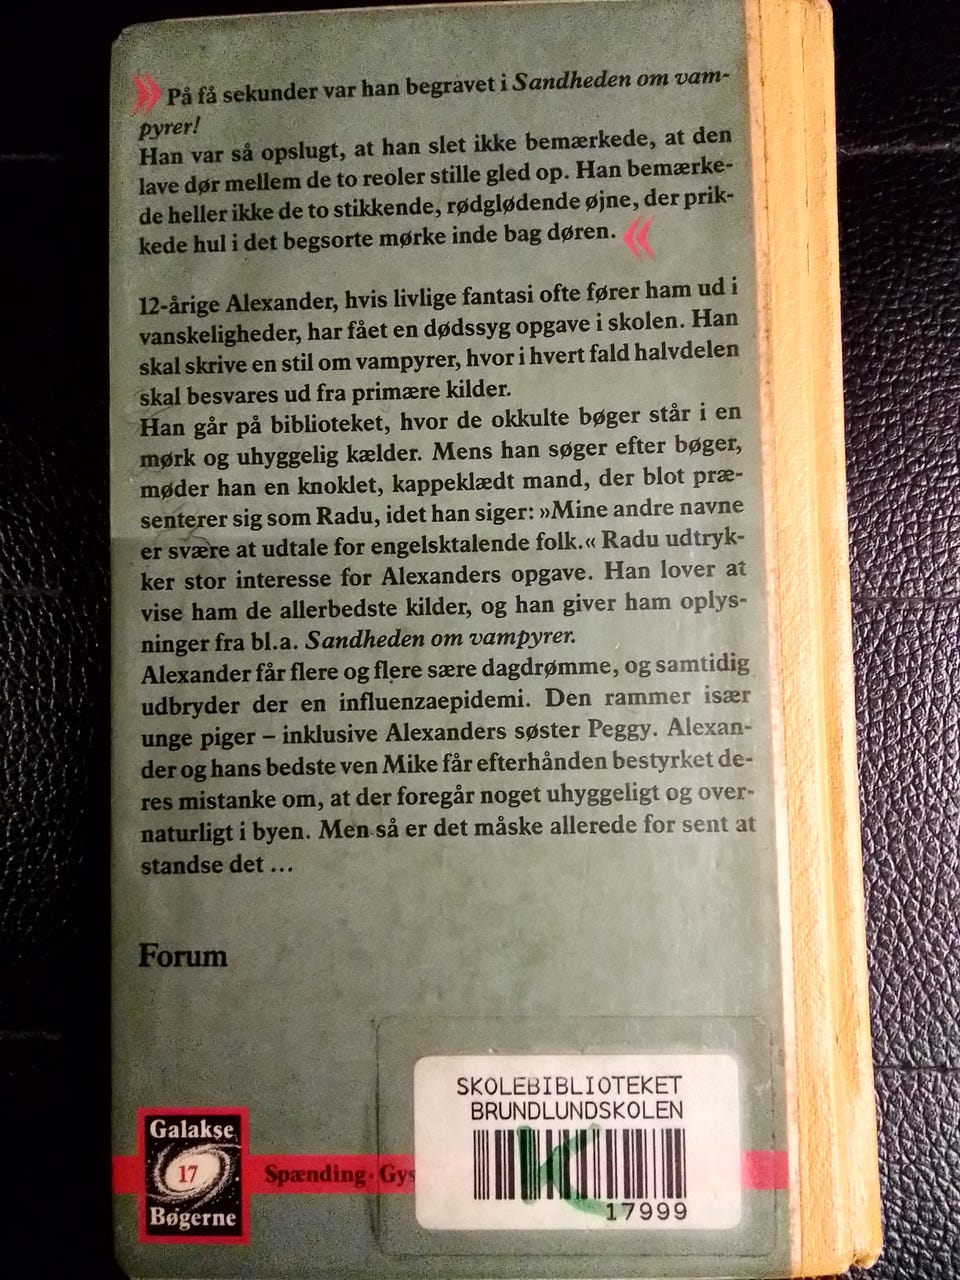 » På få sekunder var han begravet i Sandheden om vam-
pyrer!
Han var så opslugt, at han slet ikke bemærkede, at den
lave dør mellem de to reoler stille gled op. Han bemærke-
de heller ikke de to stikkende, rødglødende øjne, der prik-
kede hul i det begsorte mørke inde bag døren. «
12-årige Alexander, hvis livlige fantasi ofte fører ham ud i
vanskeligheder, har fået en dødssyg opgave i skolen. Han
skal skrive en stil om vampyrer, hvor i hvert fald halvdelen
skal besvares ud fra primære kilder.
Han går på biblioteket, hvor de okkulte bøger står i en
mørk og uhyggelig kælder. Mens han søger efter bøger,
møder han en knoklet, kappeklædt mand, der blot præ-
senterer sig som Radu, idet han siger: »Mine andre navne
er svære at udtale for engelsktalende folk.« Radu udtryk-
ker stor interesse for Alexanders opgave. Han lover at
vise ham de allerbedste kilder, og han giver ham oplys-
ninger fra bl.a. Sandheden om vampyrer.
Alexander får flere og flere sære dagdrømme, og samtidig
udbryder der en influenzaepidemi. Den rammer især
unge piger – inklusive Alexanders søster Peggy. Alexan-
der og hans bedste ven Mike får efterhånden bestyrket de-
res mistanke om, at der foregår noget uhyggeligt og over-
naturligt i byen. Men så er det måske allerede for sent at
standse det ...
Forum
SKOLEBIBLIOTEKET
BRUNDLUNDSKOLEN
K
17999
Galakse
17
Bøgerne
Spænding · Gys